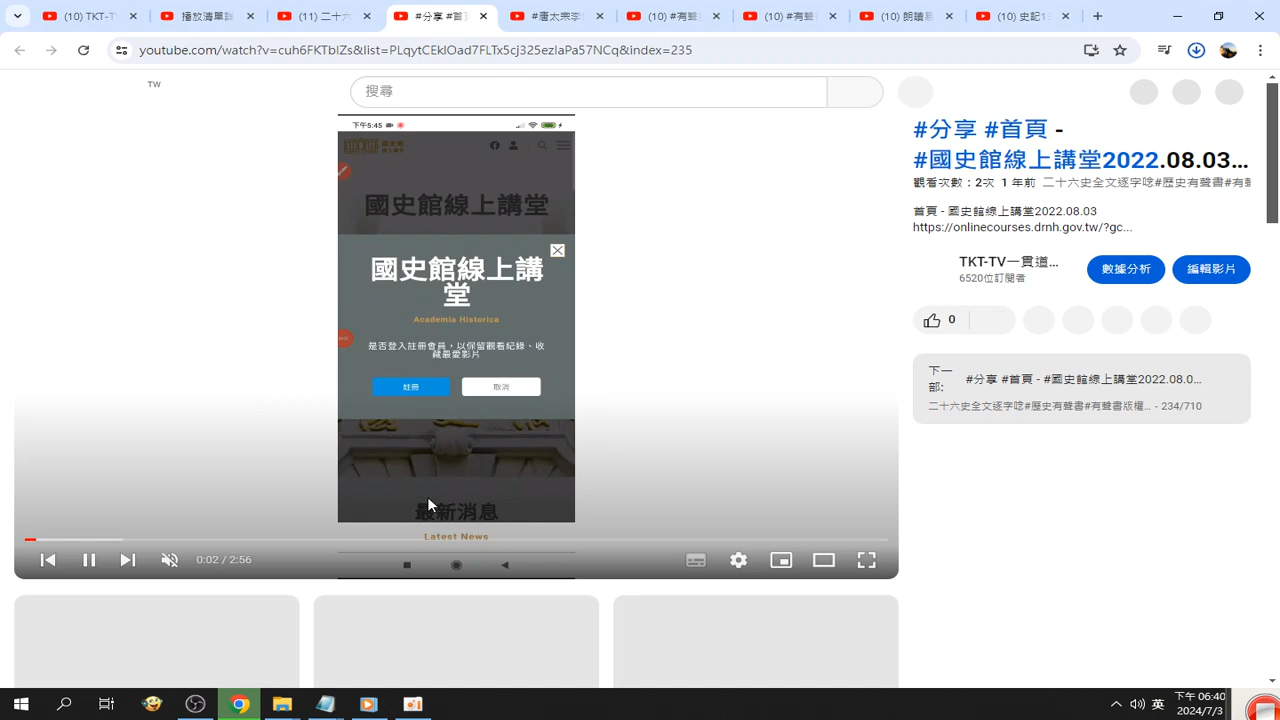 (10) TKT-T
播放清單詳
(11) 二十六
#分享 #首頁
#唐太宗李
(10) #有聲
(10) #有聲
(10) 朗讀易
(10) 史記1
youtube.com/watch?v=cuh6FKTbIZs&list=PLqytCEklOad7FLTx5cj325ezlaPa57NCq&index=235
TW
搜尋
下午5:45
國史館線上講堂
國史館線上講
堂
Academia Historica
是否登入註冊會員，以保留觀看紀錄、收
藏最愛影片
註冊
取消
最新消息
Latest News
0:02 / 2:56
#分享 #首頁 -
#國史館線上講堂2022.08.03...
觀看次數：2次 1 年前 二十六史全文逐字唸#歷史有聲書#有聲
首頁 - 國史館線上講堂2022.08.03
https://onlinecourses.drnh.gov.tw/?gc...
TKT-TV一貫道...
6520位訂閱者
數據分析
編輯影片
0
下一
部:
#分享 #首頁 - #國史館線上講堂2022.08.0...
二十六史全文逐字唸#歷史有聲書#有聲書版權... - 234/710
英
下午 06:40
2024/7/3